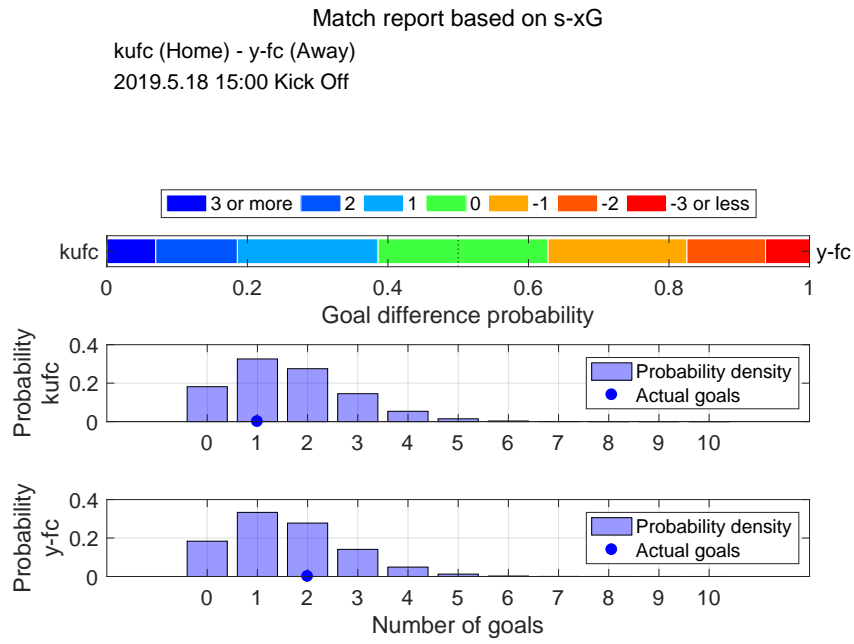 Match report based on s-xG
kufc (Home) - y-fc (Away)
2019.5.18 15:00 Kick Off
3 or more 2 1 0 -1 -2 -3 or less
kufc y-fc
0 0.2 0.4 0.6 0.8 1
Goal difference probability
Probability
kufc
0.4
0.2
0
Probability density
Actual goals
0 1 2 3 4 5 6 7 8 9 10
Probability
y-fc
0.4
0.2
0
Probability density
Actual goals
0 1 2 3 4 5 6 7 8 9 10
Number of goals